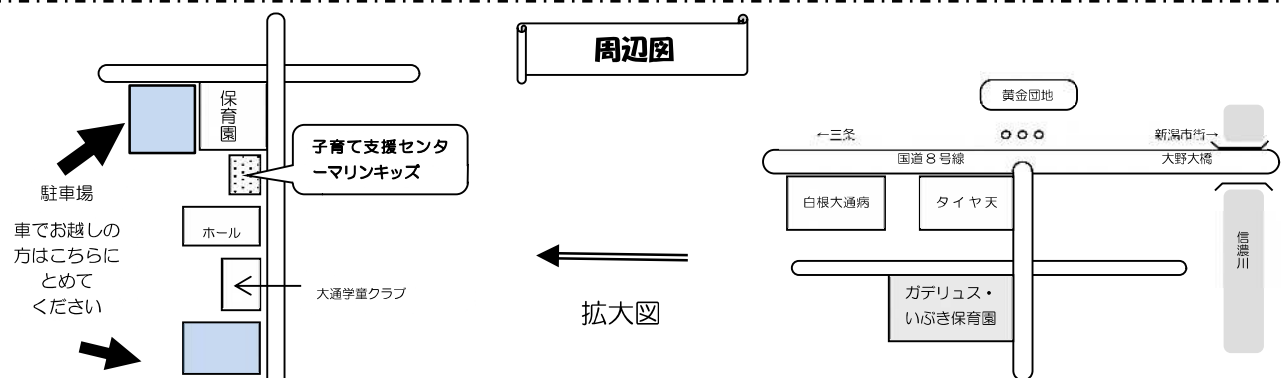 周辺図
保育園
子育て支援センタ
ーマリンキッズ
駐車場
車でお越しの
方はこちらに
とめて
ください
ホール
大通学童クラブ
拡大図
黄金団地
←三条
新潟市街→
国道8号線
大野大橋
白根大通病
タイヤ天
信濃川
ガデリュス・
いぶき保育園